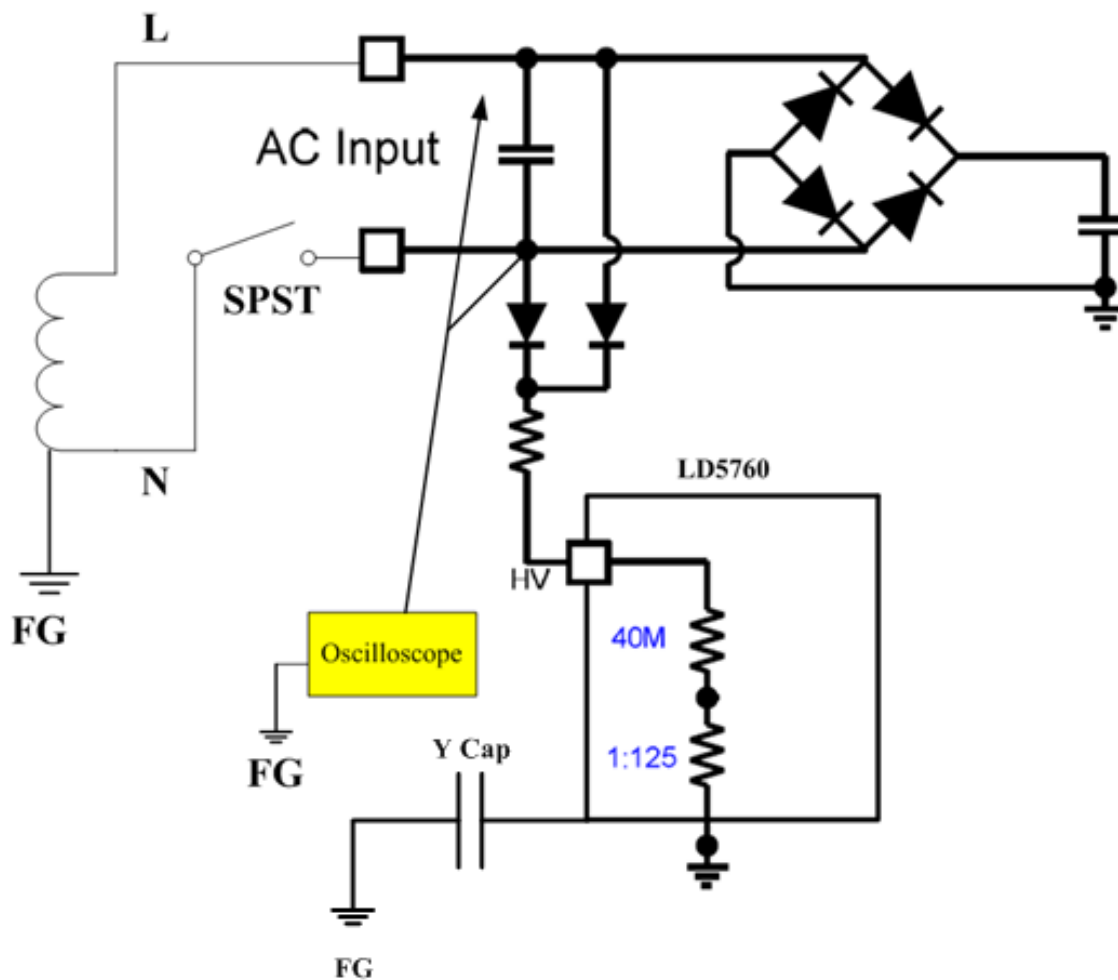 L
AC Input
SPST
N
LD5760
HV
FG
40M
Oscilloscope
1:125
Y Cap
FG
FG